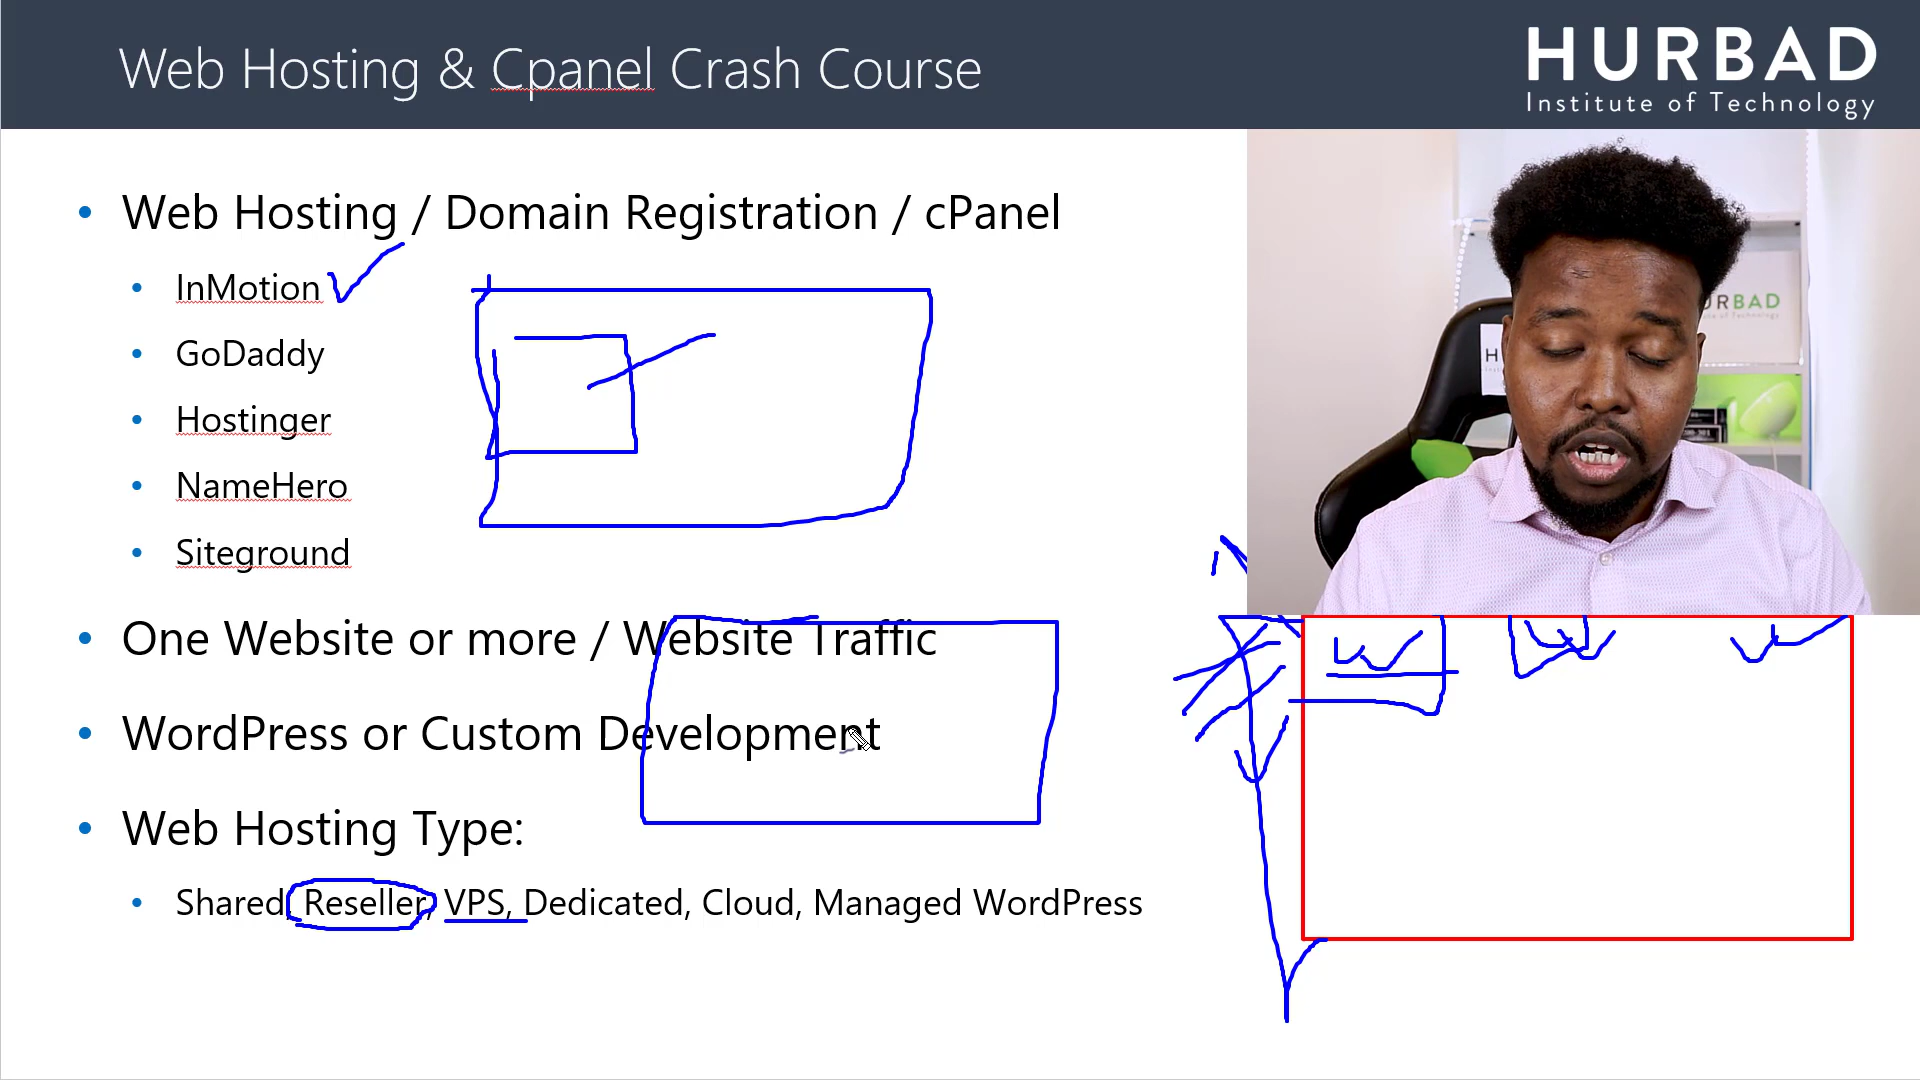 Web Hosting & Cpanel Crash Course
HURBAD
Institute of Technology
Web Hosting / Domain Registration / cPanel
InMotion
GoDaddy
Hostinger
NameHero
Siteground
One Website or more / Website Traffic
WordPress or Custom Development
Web Hosting Type:
Shared, Reseller, VPS, Dedicated, Cloud, Managed WordPress
URBAD
H
W
W